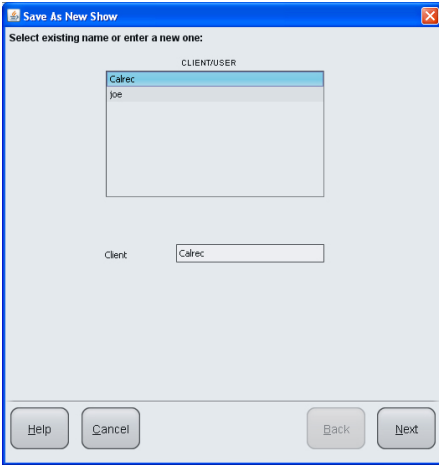 Save As New Show
Select existing name or enter a new one:
CLIENT/USER
Calrec
joe
Client Calrec
Help Cancel Back Next